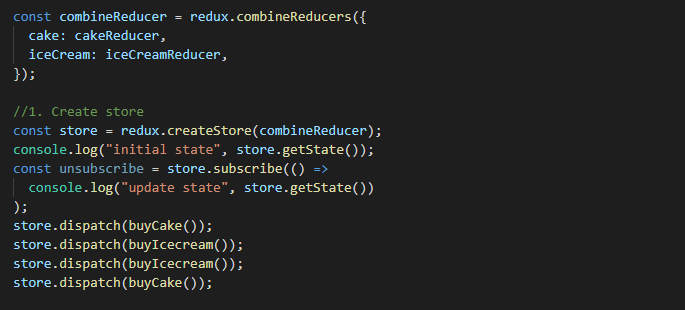 const combineReducer = redux.combineReducers({
  cake: cakeReducer,
  iceCream: iceCreamReducer,
});

//1. Create store
const store = redux.createStore(combineReducer);
console.log("initial state", store.getState());
const unsubscribe = store.subscribe(() =>
  console.log("update state", store.getState())
);
store.dispatch(buyCake());
store.dispatch(buyIcecream());
store.dispatch(buyIcecream());
store.dispatch(buyCake());